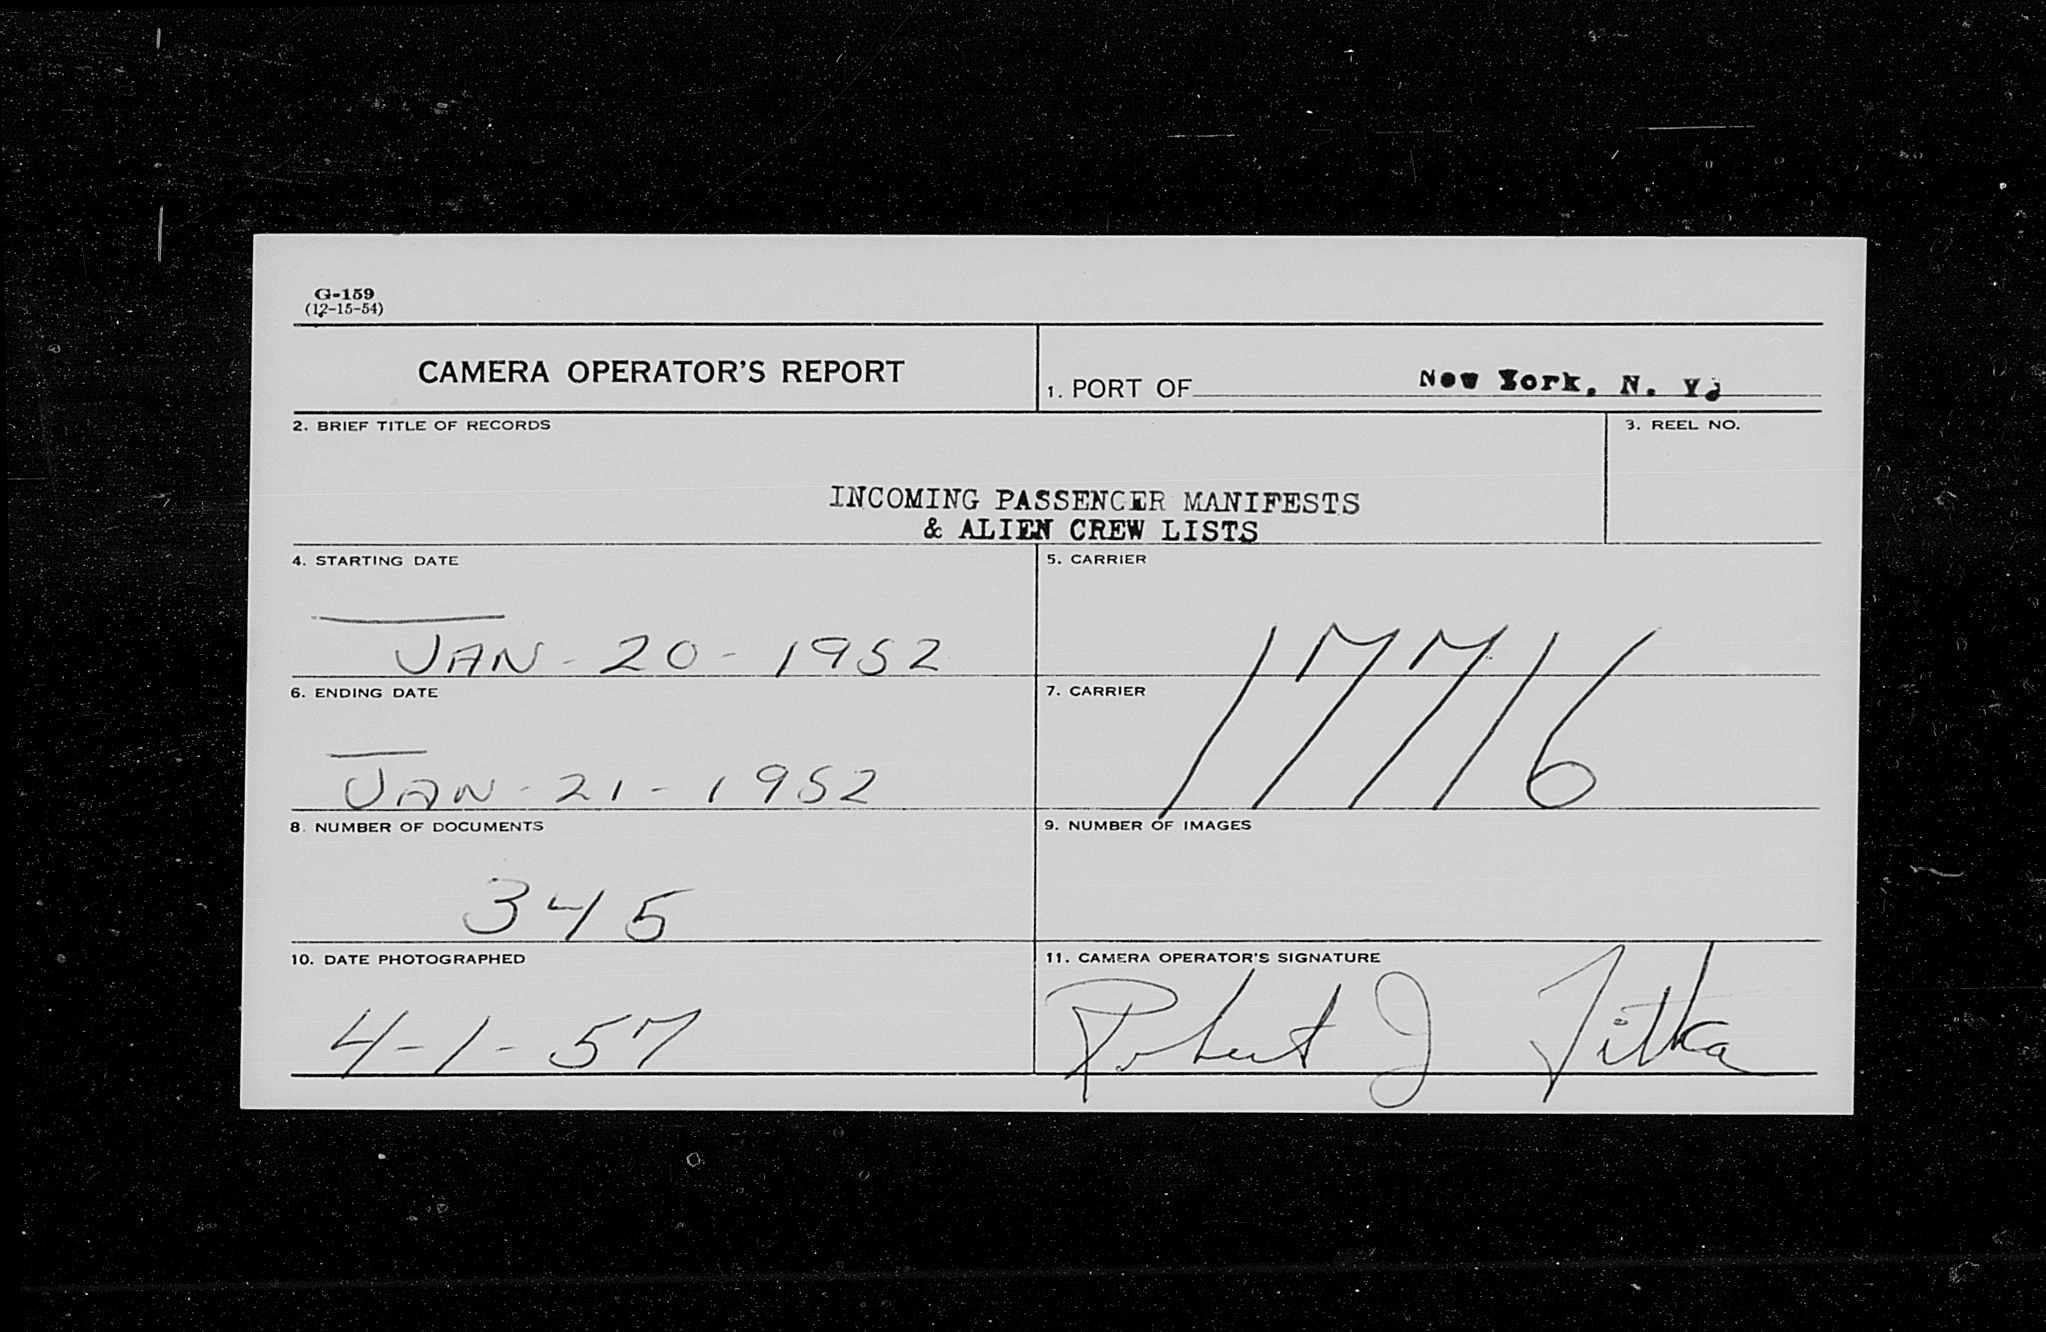 G-159
(12-15-54)
CAMERA OPERATOR'S REPORT
1. PORT OF New York, N. Y.
2. BRIEF TITLE OF RECORDS
3. REEL NO.
INCOMING PASSENGER MANIFESTS
& ALIEN CREW LISTS
4. STARTING DATE
5. CARRIER
JAN - 20 - 1952
17716
6. ENDING DATE
7. CARRIER
JAN - 21 - 1952
8. NUMBER OF DOCUMENTS
9. NUMBER OF IMAGES
345
10. DATE PHOTOGRAPHED
11. CAMERA OPERATOR'S SIGNATURE
4-1-57
Robert J